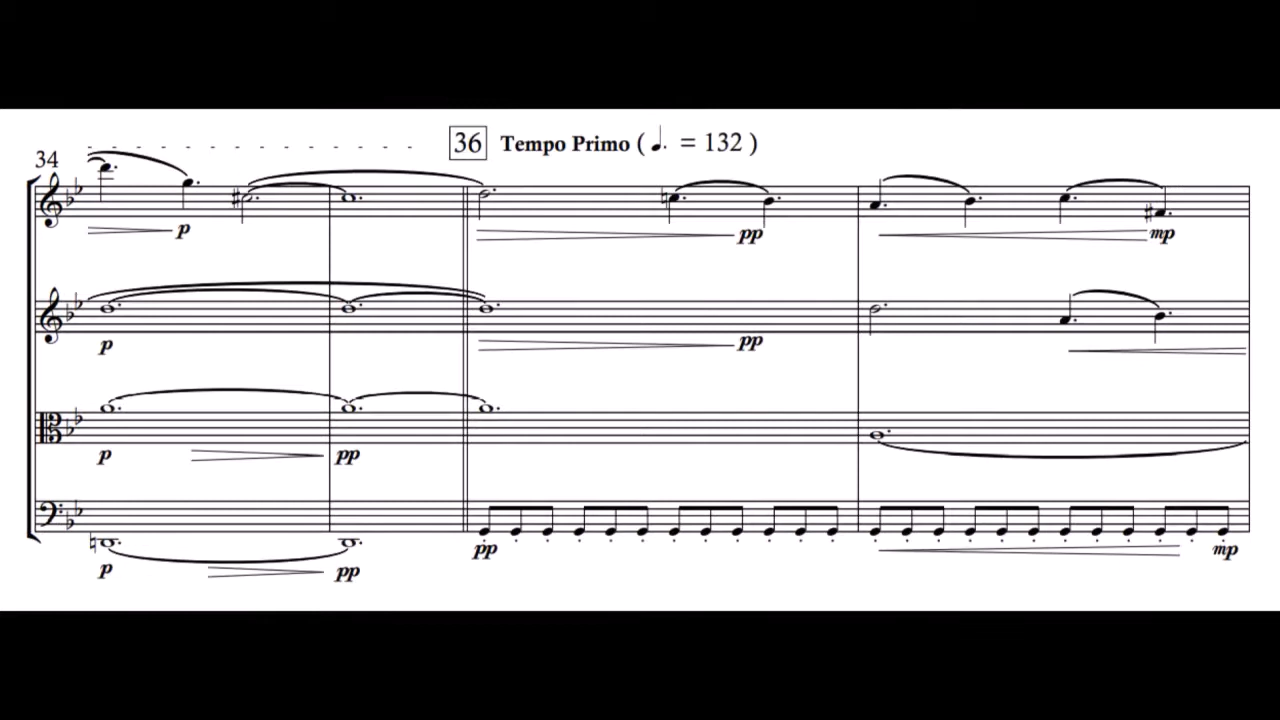 34
36 Tempo Primo ( ♩. = 132 )
p pp mp
p pp
p pp
p pp pp mp